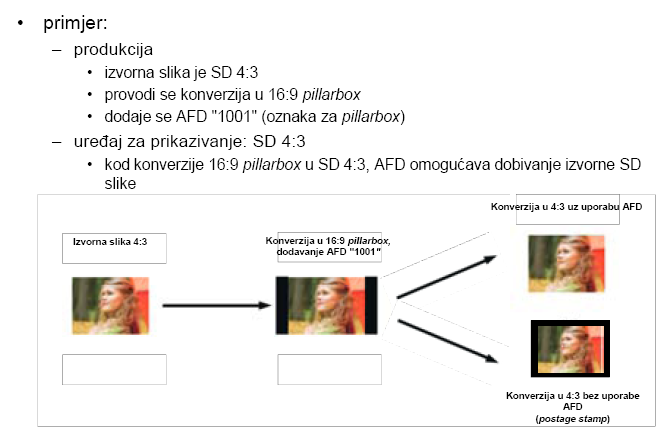 • primjer:
– produkcija
• izvorna slika je SD 4:3
• provodi se konverzija u 16:9 pillarbox
• dodaje se AFD "1001" (oznaka za pillarbox)
– uređaj za prikazivanje: SD 4:3
• kod konverzije 16:9 pillarbox u SD 4:3, AFD omogućava dobivanje izvorne SD
slike
Konverzija u 4:3 uz uporabu AFD
Izvorna slika 4:3
Konverzija u 16:9 pillarbox,
dodavanje AFD "1001"
Konverzija u 4:3 bez uporabe
AFD
(postage stamp)